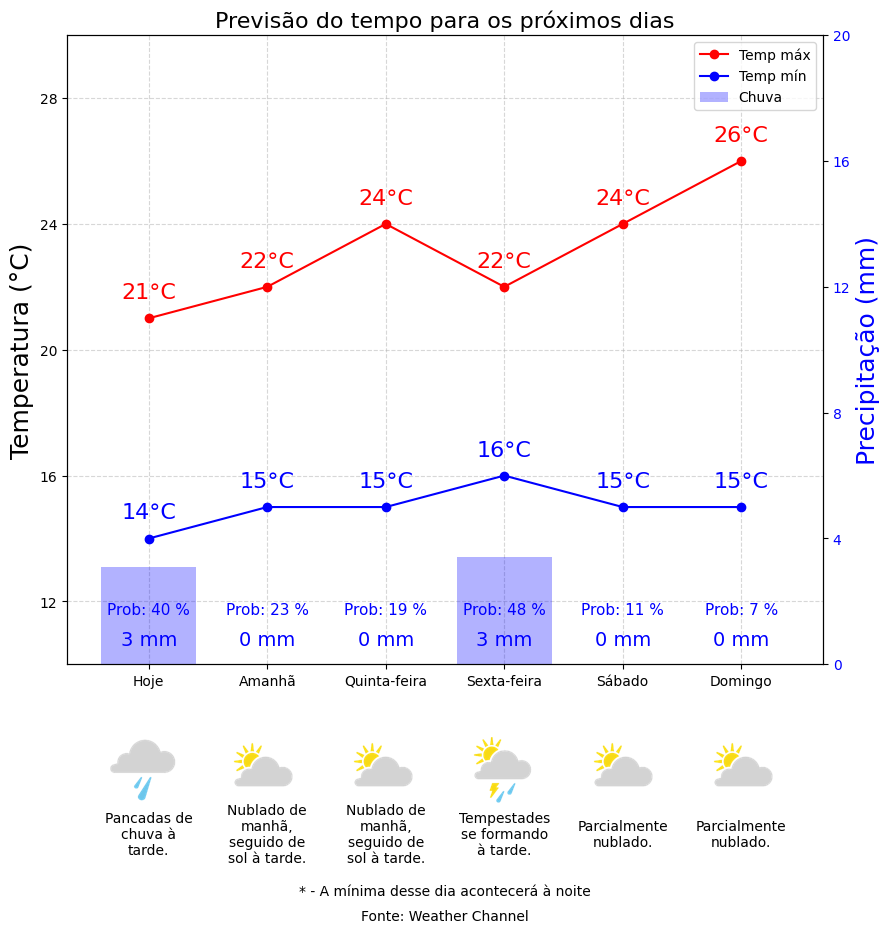 Previsão do tempo para os próximos dias
Temp máx
Temp mín
Chuva
Temperatura (°C)
Precipitação (mm)
28
24
20
16
12
20
16
12
8
4
0
21°C
22°C
24°C
22°C
24°C
26°C
14°C
15°C
15°C
16°C
15°C
15°C
Prob: 40 %
Prob: 23 %
Prob: 19 %
Prob: 48 %
Prob: 11 %
Prob: 7 %
3 mm
0 mm
0 mm
3 mm
0 mm
0 mm
Hoje
Amanhã
Quinta-feira
Sexta-feira
Sábado
Domingo
Pancadas de
chuva à
tarde.
Nublado de
manhã,
seguido de
sol à tarde.
Nublado de
manhã,
seguido de
sol à tarde.
Tempestades
se formando
à tarde.
Parcialmente
nublado.
Parcialmente
nublado.
* - A mínima desse dia acontecerá à noite
Fonte: Weather Channel